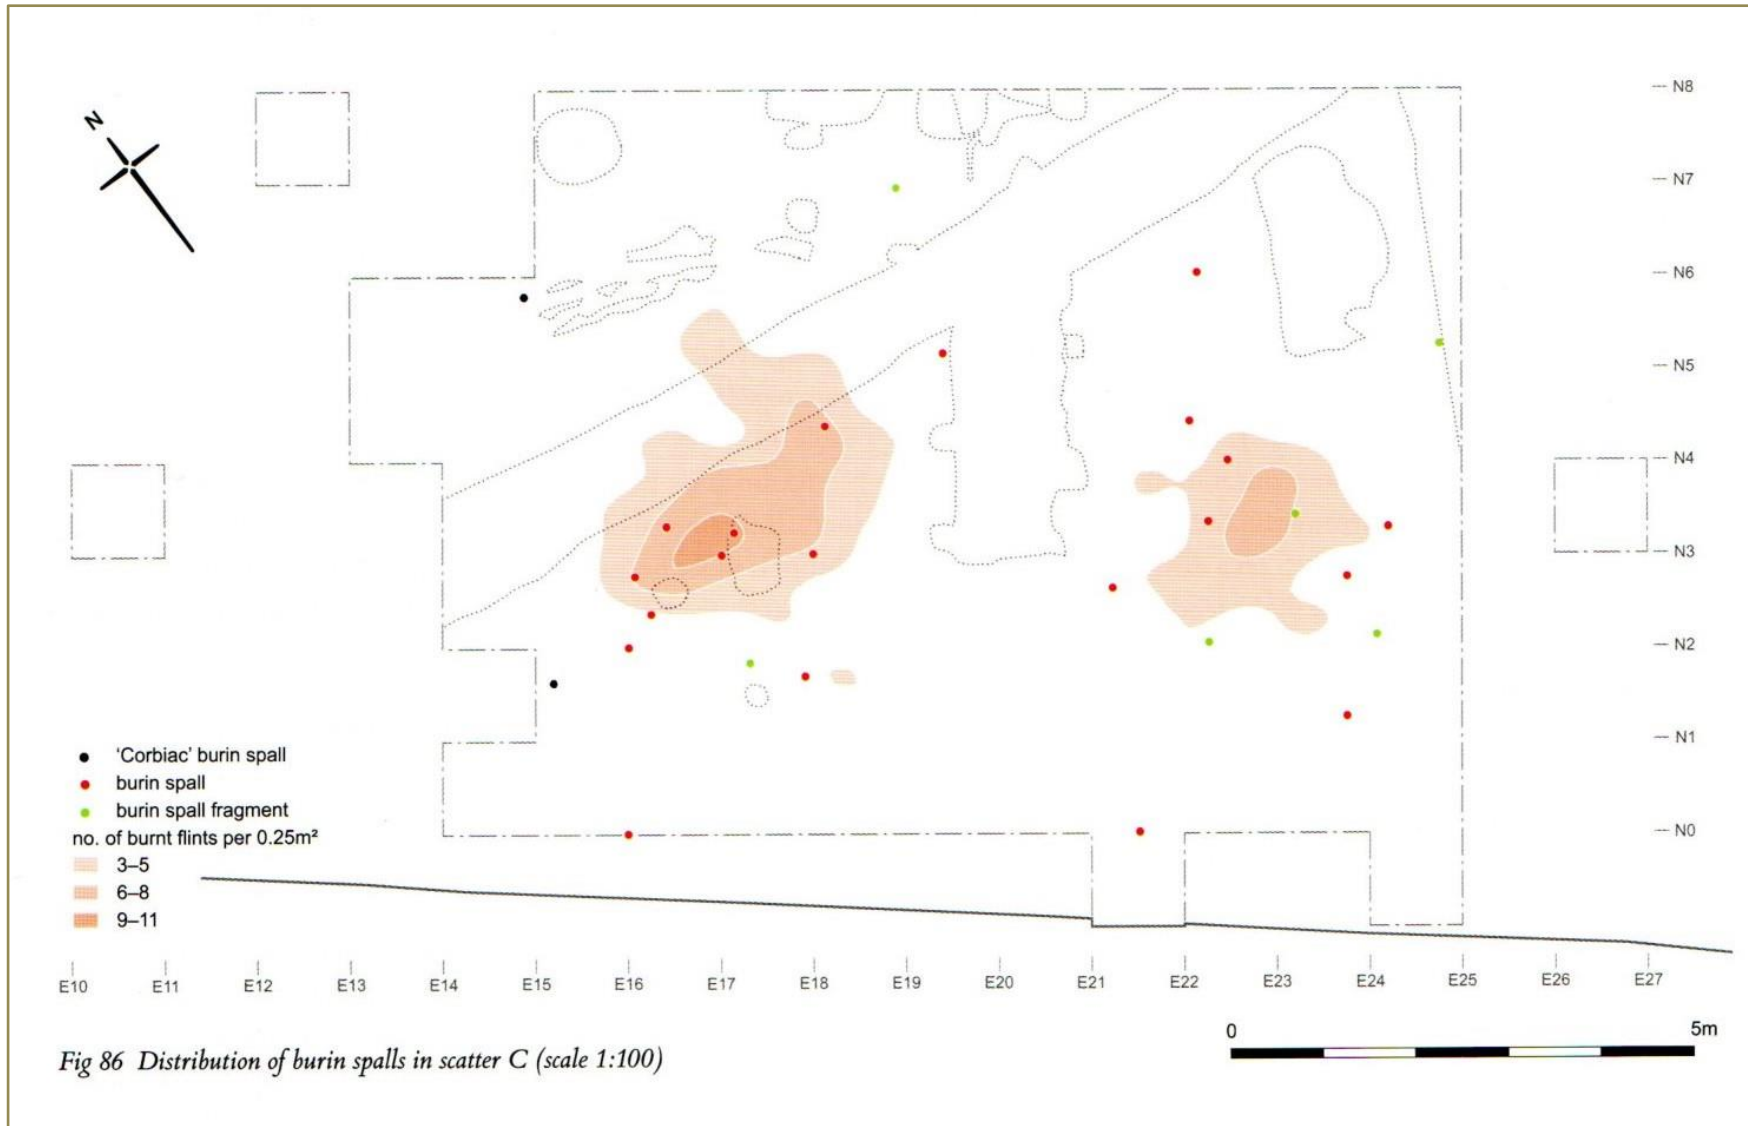 N
N8
N7
N6
N5
N4
N3
N2
N1
N0
‘Corbiac’ burin spall
burin spall
burin spall fragment
no. of burnt flints per 0.25m²
3–5
6–8
9–11
E10 E11 E12 E13 E14 E15 E16 E17 E18 E19 E20 E21 E22 E23 E24 E25 E26 E27
0 5m
Fig 86 Distribution of burin spalls in scatter C (scale 1:100)